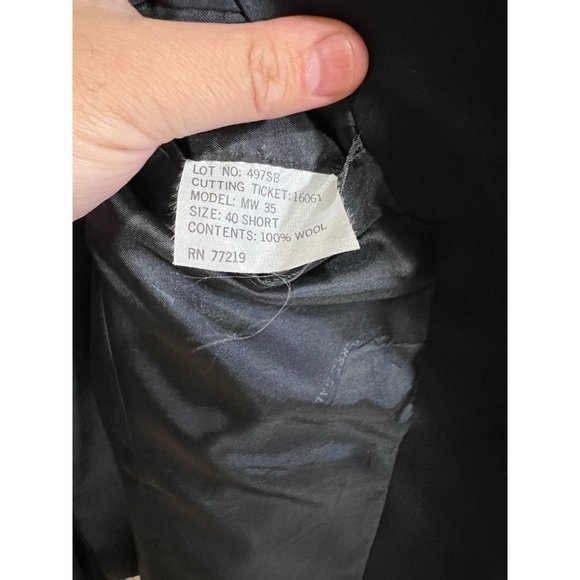 LOT NO: 497SB
CUTTING TICKET: 16061
MODEL: MW 35
SIZE: 40 SHORT
CONTENTS: 100% WOOL
RN 77219